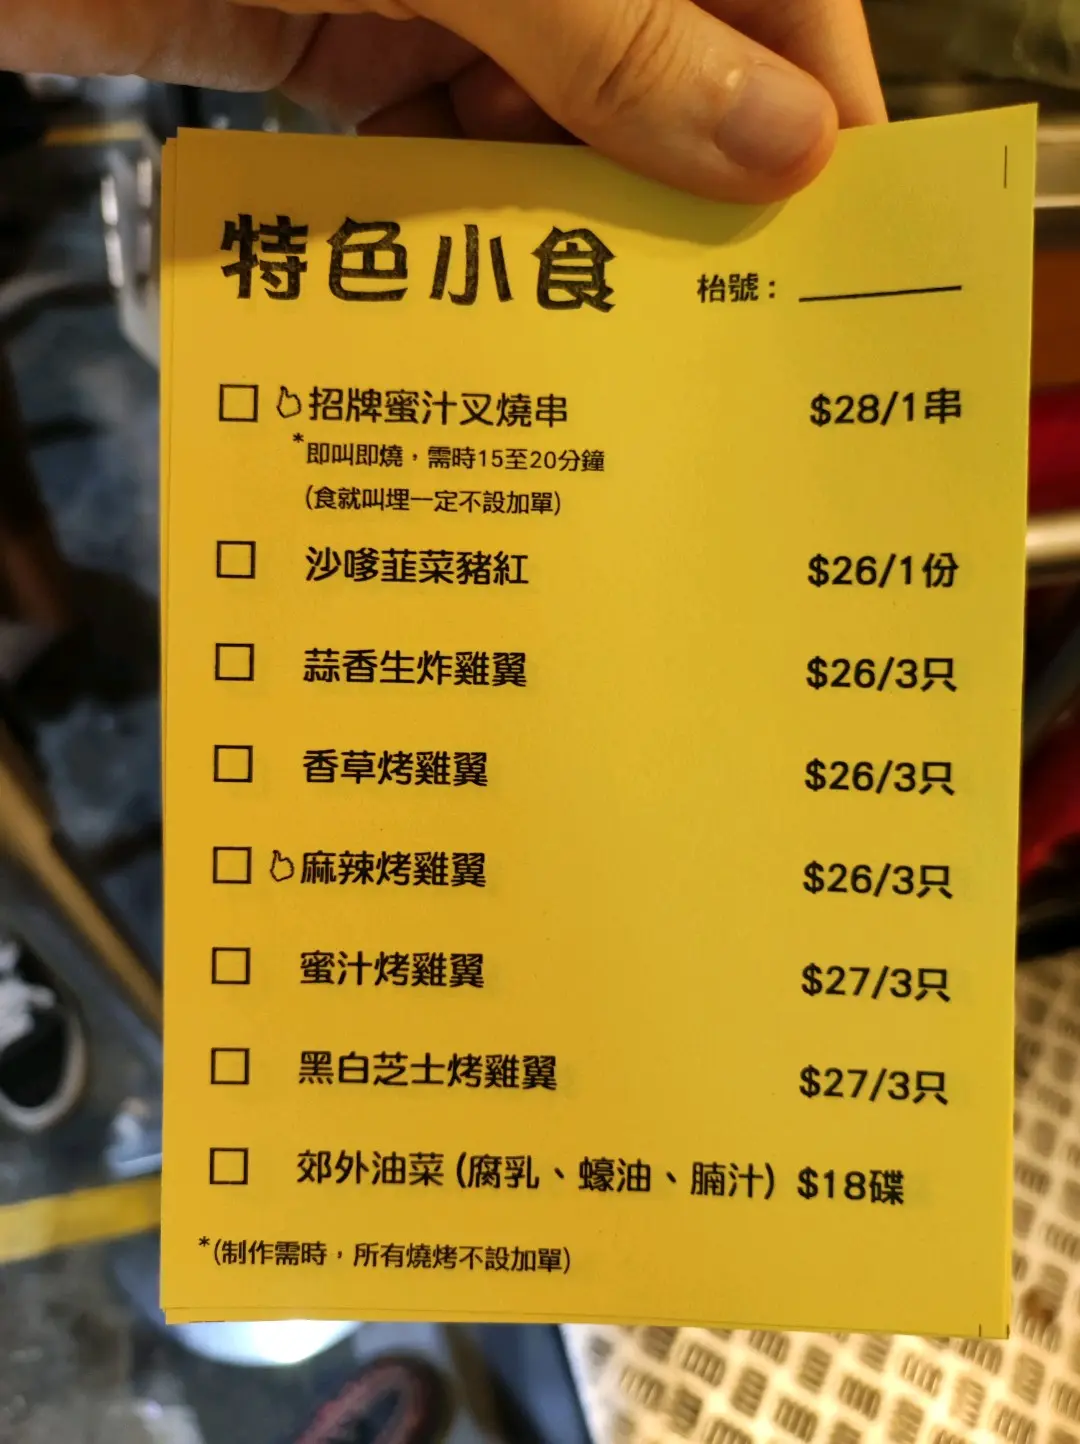 特色小食
枱號：
招牌蜜汁叉燒串 $28/1串
*即叫即燒，需時15至20分鐘
(食就叫埋一定不設加單)
沙嗲韮菜豬紅 $26/1份
蒜香生炸雞翼 $26/3只
香草烤雞翼 $26/3只
麻辣烤雞翼 $26/3只
蜜汁烤雞翼 $27/3只
黑白芝士烤雞翼 $27/3只
郊外油菜 (腐乳、蠔油、腩汁) $18碟
*(制作需時，所有燒烤不設加單)